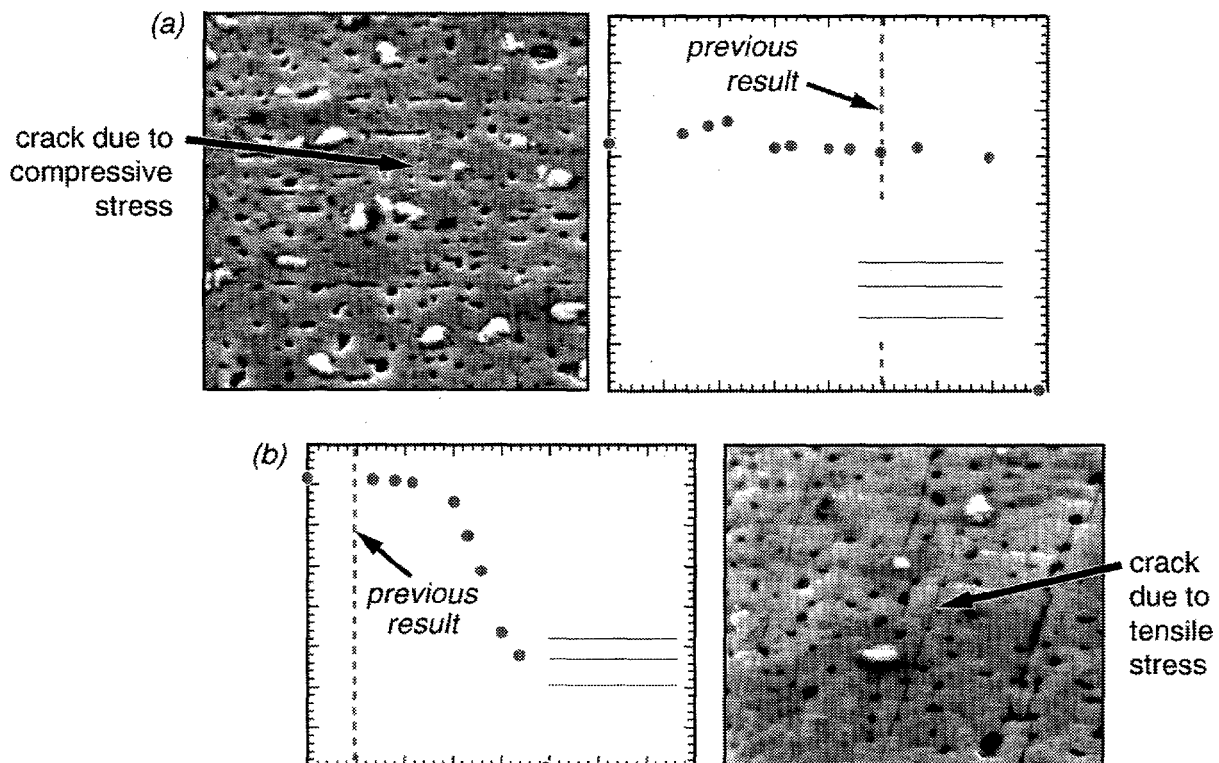 (a)
previous
result
crack due to
compressive
stress
(b)
previous
result
crack
due to
tensile
stress